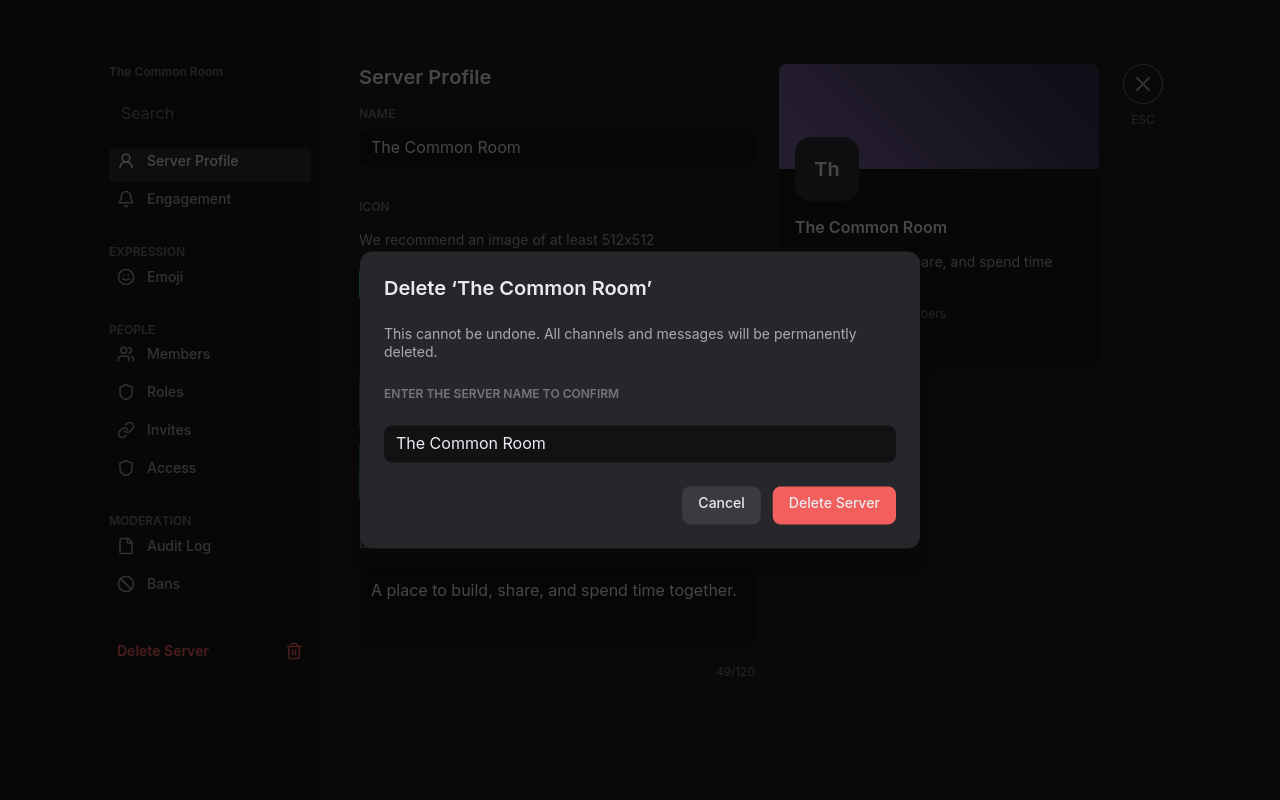 The Common Room
Search
Server Profile
Engagement
EXPRESSION
Emoji
PEOPLE
Members
Roles
Invites
Access
MODERATION
Audit Log
Bans
Delete Server
Server Profile
NAME
The Common Room
ICON
We recommend an image of at least 512x512
Delete ‘The Common Room’
This cannot be undone. All channels and messages will be permanently
deleted.
ENTER THE SERVER NAME TO CONFIRM
The Common Room
Cancel
Delete Server
A place to build, share, and spend time together.
49/120
Th
The Common Room
and spend time
ESC